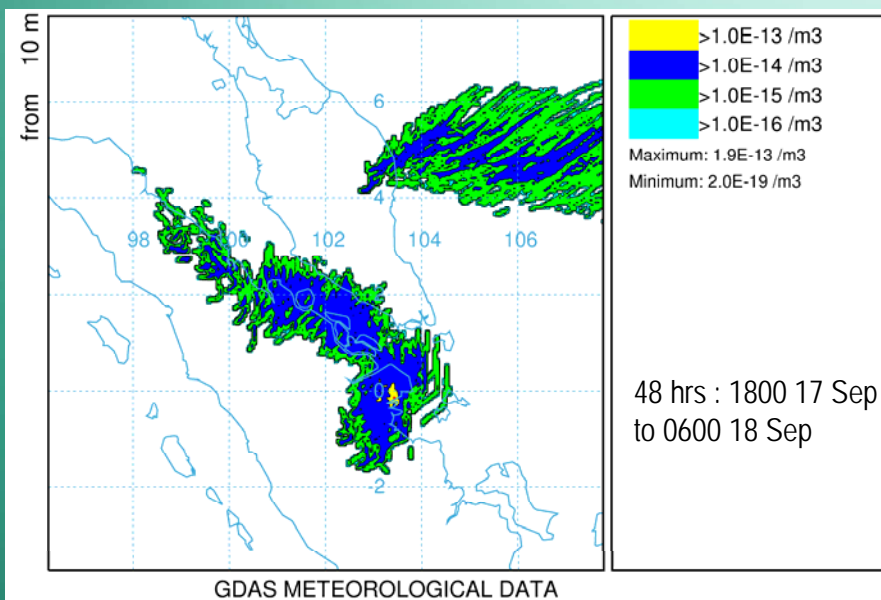 from 10 m
>1.0E-13 /m3
>1.0E-14 /m3
>1.0E-15 /m3
>1.0E-16 /m3
Maximum: 1.9E-13 /m3
Minimum: 2.0E-19 /m3
6
4
98 100 102 104 106
0
-2
48 hrs : 1800 17 Sep
to 0600 18 Sep
GDAS METEOROLOGICAL DATA